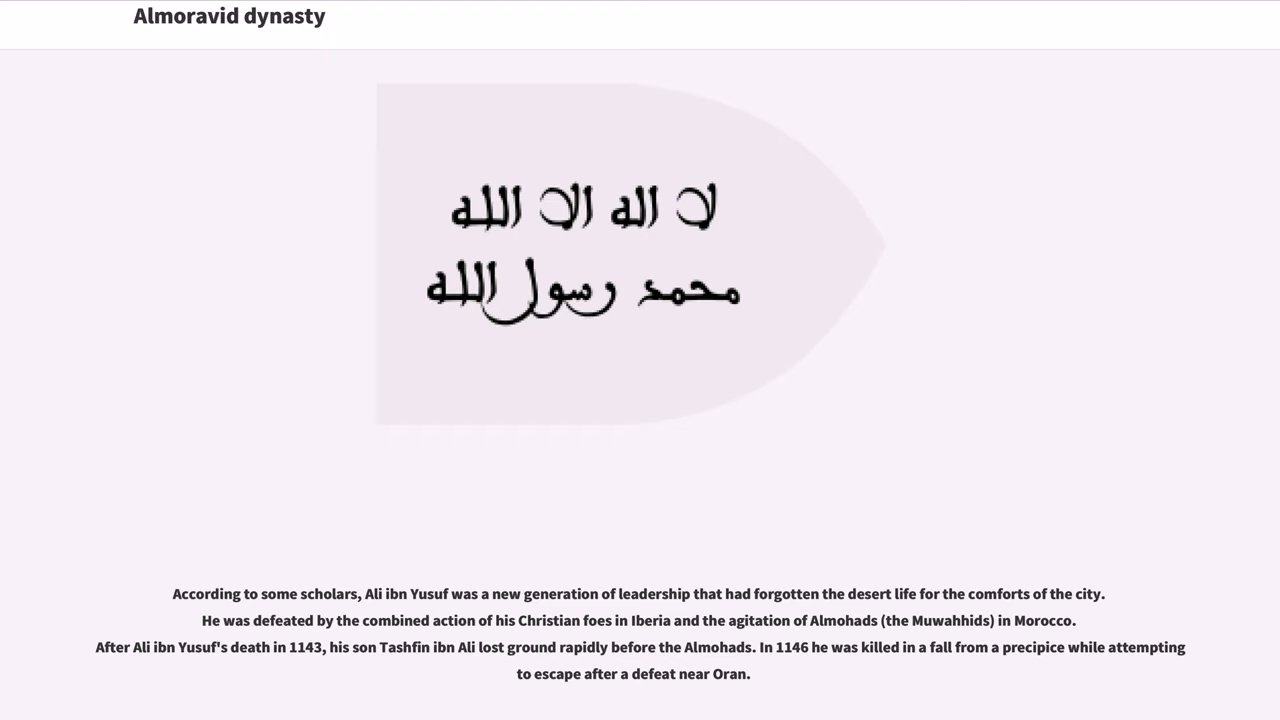 Almoravid dynasty
لا اله الا الله
محمد رسول الله
According to some scholars, Ali ibn Yusuf was a new generation of leadership that had forgotten the desert life for the comforts of the city.
He was defeated by the combined action of his Christian foes in Iberia and the agitation of Almohads (the Muwahhids) in Morocco.
After Ali ibn Yusuf's death in 1143, his son Tashfin ibn Ali lost ground rapidly before the Almohads. In 1146 he was killed in a fall from a precipice while attempting
to escape after a defeat near Oran.